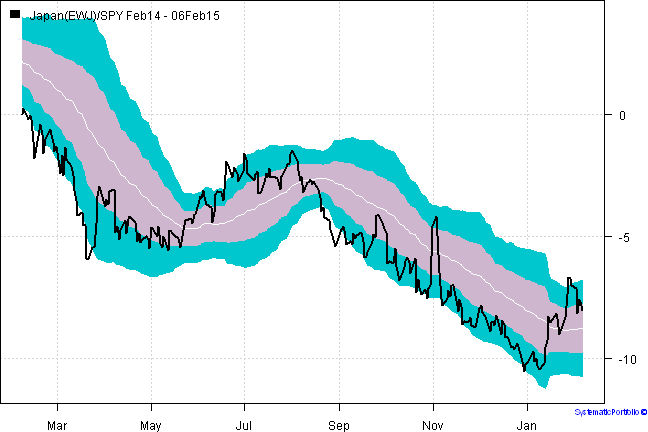 Japan(EWJ)/SPY Feb14 - 06Feb15
0
-5
-10
Mar May Jul Sep Nov Jan
SystematicPortfolio ©